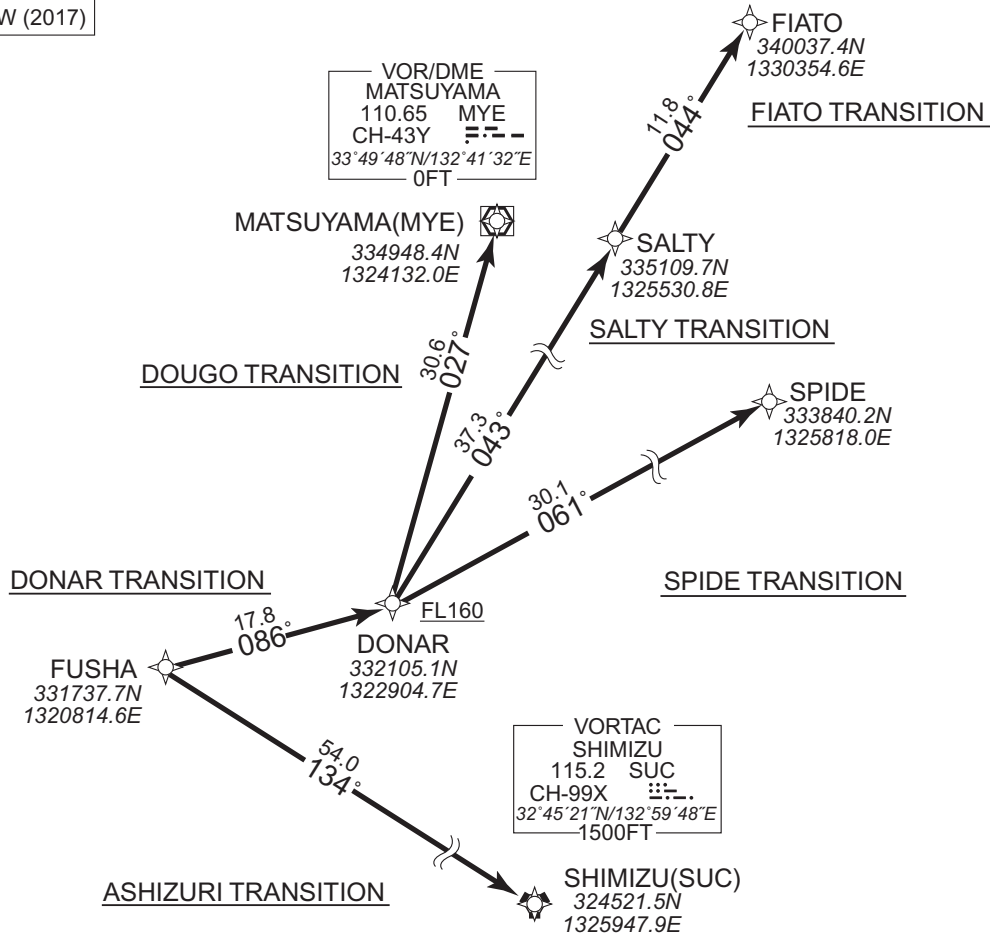 W (2017)
FIATO
340037.4N
1330354.6E
FIATO TRANSITION
VOR/DME
MATSUYAMA
110.65 MYE
CH-43Y
33°49´48˝N/132°41´32˝E
0FT
11.8
044°
MATSUYAMA(MYE)
334948.4N
1324132.0E
SALTY
335109.7N
1325530.8E
SALTY TRANSITION
30.6
027°
DOUGO TRANSITION
37.3
043°
SPIDE
333840.2N
1325818.0E
30.1
061°
SPIDE TRANSITION
DONAR TRANSITION
17.8
086°
FL160
DONAR
332105.1N
1322904.7E
FUSHA
331737.7N
1320814.6E
54.0
134°
VORTAC
SHIMIZU
115.2 SUC
CH-99X
32°45´21˝N/132°59´48˝E
1500FT
SHIMIZU(SUC)
324521.5N
1325947.9E
ASHIZURI TRANSITION